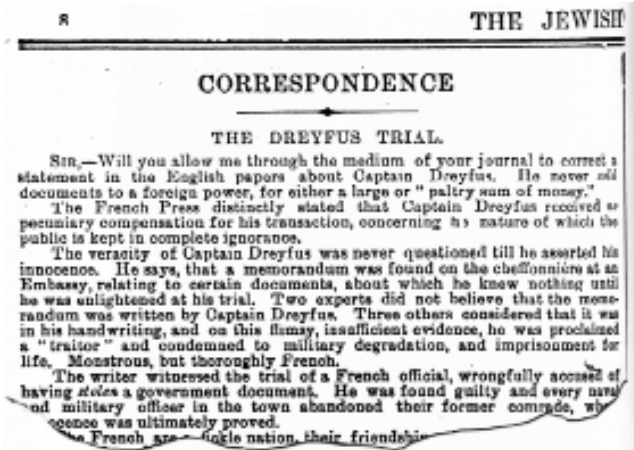 8 THE JEWISH
CORRESPONDENCE
THE DREYFUS TRIAL.
SIR,—Will you allow me through the medium of your journal to correct a
statement in the English papers about Captain Dreyfus. He never sold
documents to a foreign power, for either a large or "paltry sum of money."
The French Press distinctly stated that Captain Dreyfus received no
pecuniary compensation for his transaction, concerning the nature of which the
public is kept in complete ignorance.
The veracity of Captain Dreyfus was never questioned till he asserted his
innocence. He says, that a memorandum was found on the cheffonnière at an
Embassy, relating to certain documents, about which he knew nothing until
he was enlightened at his trial. Two experts did not believe that the memo-
randum was written by Captain Dreyfus. Three others considered that it was
in his handwriting, and on this flimsy, insufficient evidence, he was proclaimed
a "traitor" and condemned to military degradation, and imprisonment for
life. Monstrous, but thoroughly French.
The writer witnessed the trial of a French official, wrongfully accused of
having stolen a government document. He was found guilty and every naval
and military officer in the town abandoned their former comrade,
was ultimately proved.
French are fickle nation, their